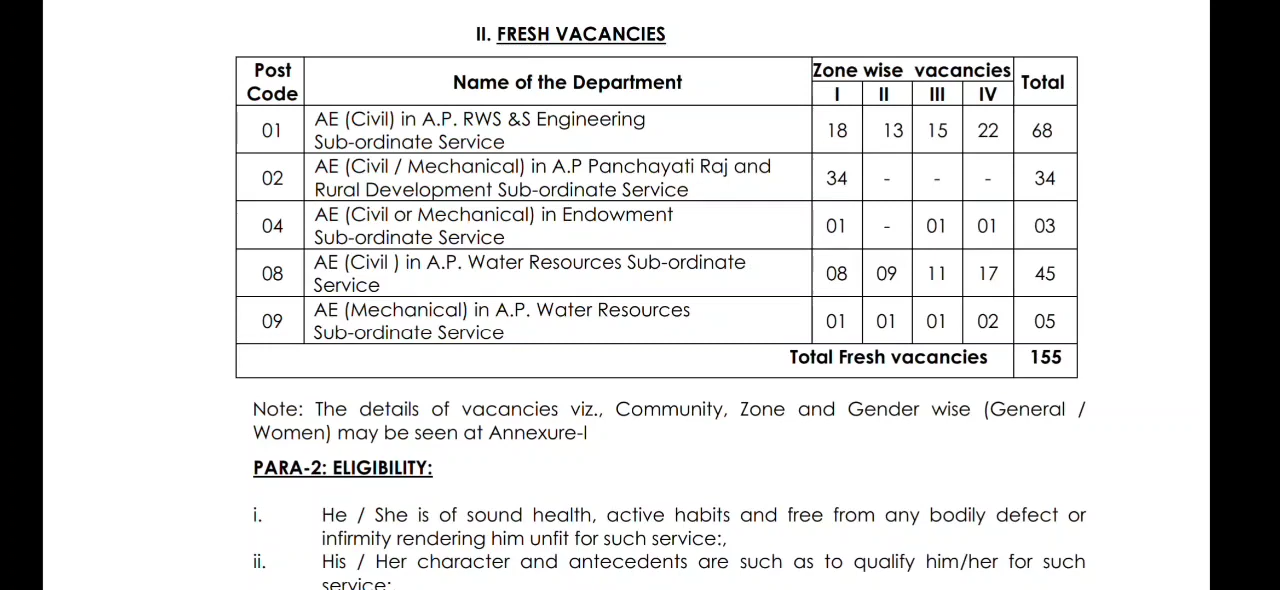 II. FRESH VACANCIES
Post Code Name of the Department Zone wise vacancies Total
I II III IV
01 AE (Civil) in A.P. RWS &S Engineering Sub-ordinate Service 18 13 15 22 68
02 AE (Civil / Mechanical) in A.P Panchayati Raj and Rural Development Sub-ordinate Service 34 - - - 34
04 AE (Civil or Mechanical) in Endowment Sub-ordinate Service 01 - 01 01 03
08 AE (Civil ) in A.P. Water Resources Sub-ordinate Service 08 09 11 17 45
09 AE (Mechanical) in A.P. Water Resources Sub-ordinate Service 01 01 01 02 05
Total Fresh vacancies 155
Note: The details of vacancies viz., Community, Zone and Gender wise (General /
Women) may be seen at Annexure-I
PARA-2: ELIGIBILITY:
i. He / She is of sound health, active habits and free from any bodily defect or
infirmity rendering him unfit for such service:,
ii. His / Her character and antecedents are such as to qualify him/her for such
service: